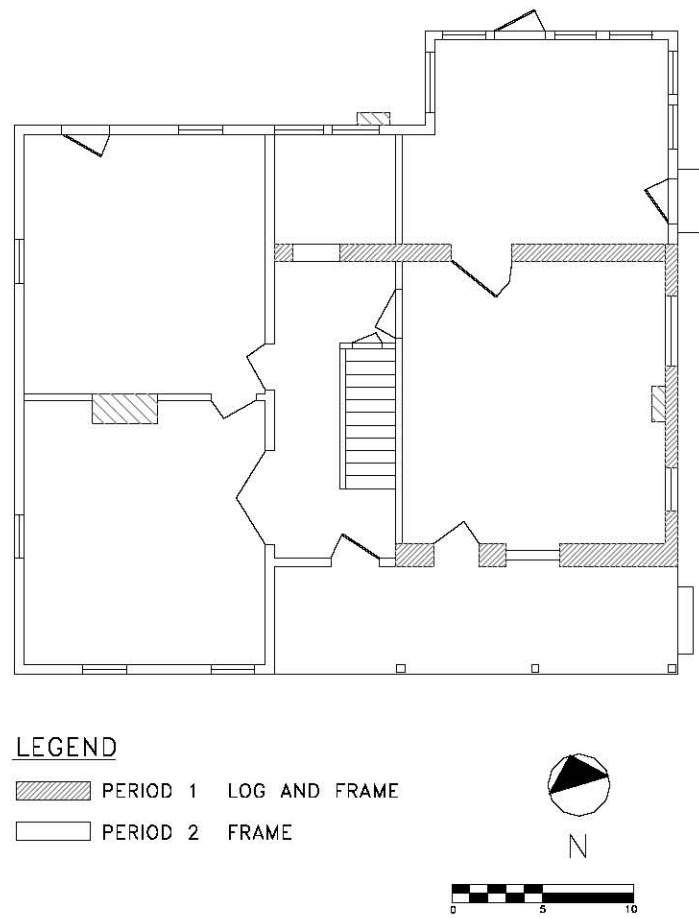 LEGEND
PERIOD 1 LOG AND FRAME
PERIOD 2 FRAME
N
0 5 10